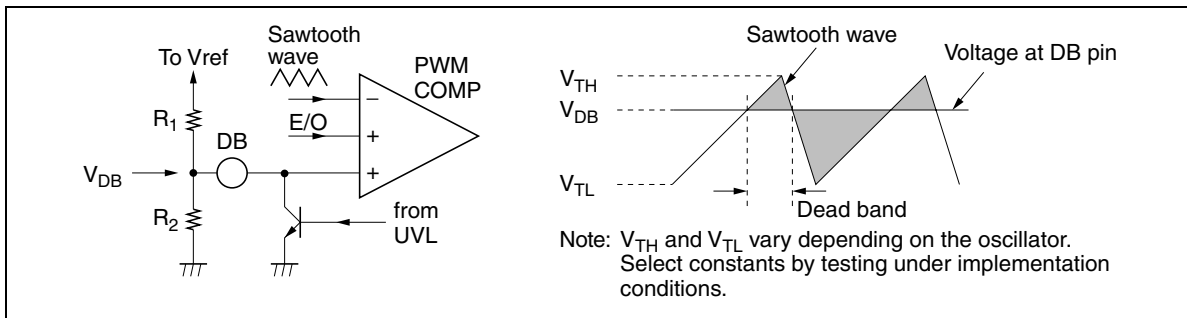 To Vref
R1
R2
VDB
DB
Sawtooth
wave
E/O
−
+
+
PWM
COMP
from
UVL
Sawtooth wave
Voltage at DB pin
VTH
VDB
VTL
Dead band
Note: VTH and VTL vary depending on the oscillator.
Select constants by testing under implementation
conditions.